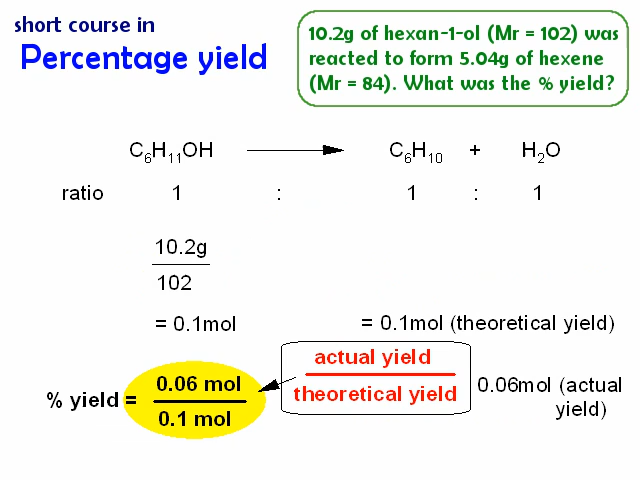 short course in
Percentage yield
10.2g of hexan-1-ol (Mr = 102) was
reacted to form 5.04g of hexene
(Mr = 84). What was the % yield?
C₆H₁₁OH ⟶ C₆H₁₀ + H₂O
ratio 1 : 1 : 1
10.2g
102
= 0.1mol = 0.1mol (theoretical yield)
% yield = 0.06 mol
0.1 mol
actual yield
theoretical yield
0.06mol (actual
yield)